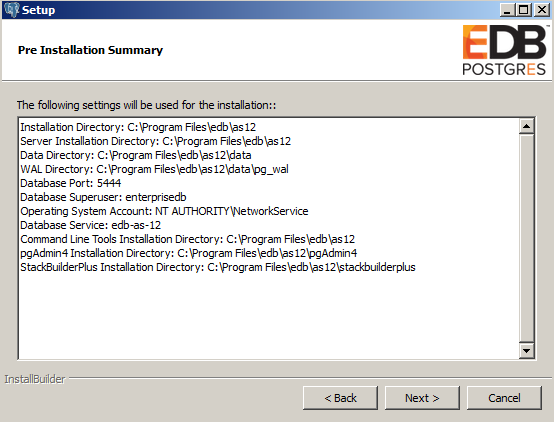 Setup
Pre Installation Summary
EDB
POSTGRES
The following settings will be used for the installation::
Installation Directory: C:\Program Files\edb\as12
Server Installation Directory: C:\Program Files\edb\as12
Data Directory: C:\Program Files\edb\as12\data
WAL Directory: C:\Program Files\edb\as12\data\pg_wal
Database Port: 5444
Database Superuser: enterprisedb
Operating System Account: NT AUTHORITY\NetworkService
Database Service: edb-as-12
Command Line Tools Installation Directory: C:\Program Files\edb\as12
pgAdmin4 Installation Directory: C:\Program Files\edb\as12\pgAdmin4
StackBuilderPlus Installation Directory: C:\Program Files\edb\as12\stackbuilderplus
InstallBuilder
< Back
Next >
Cancel